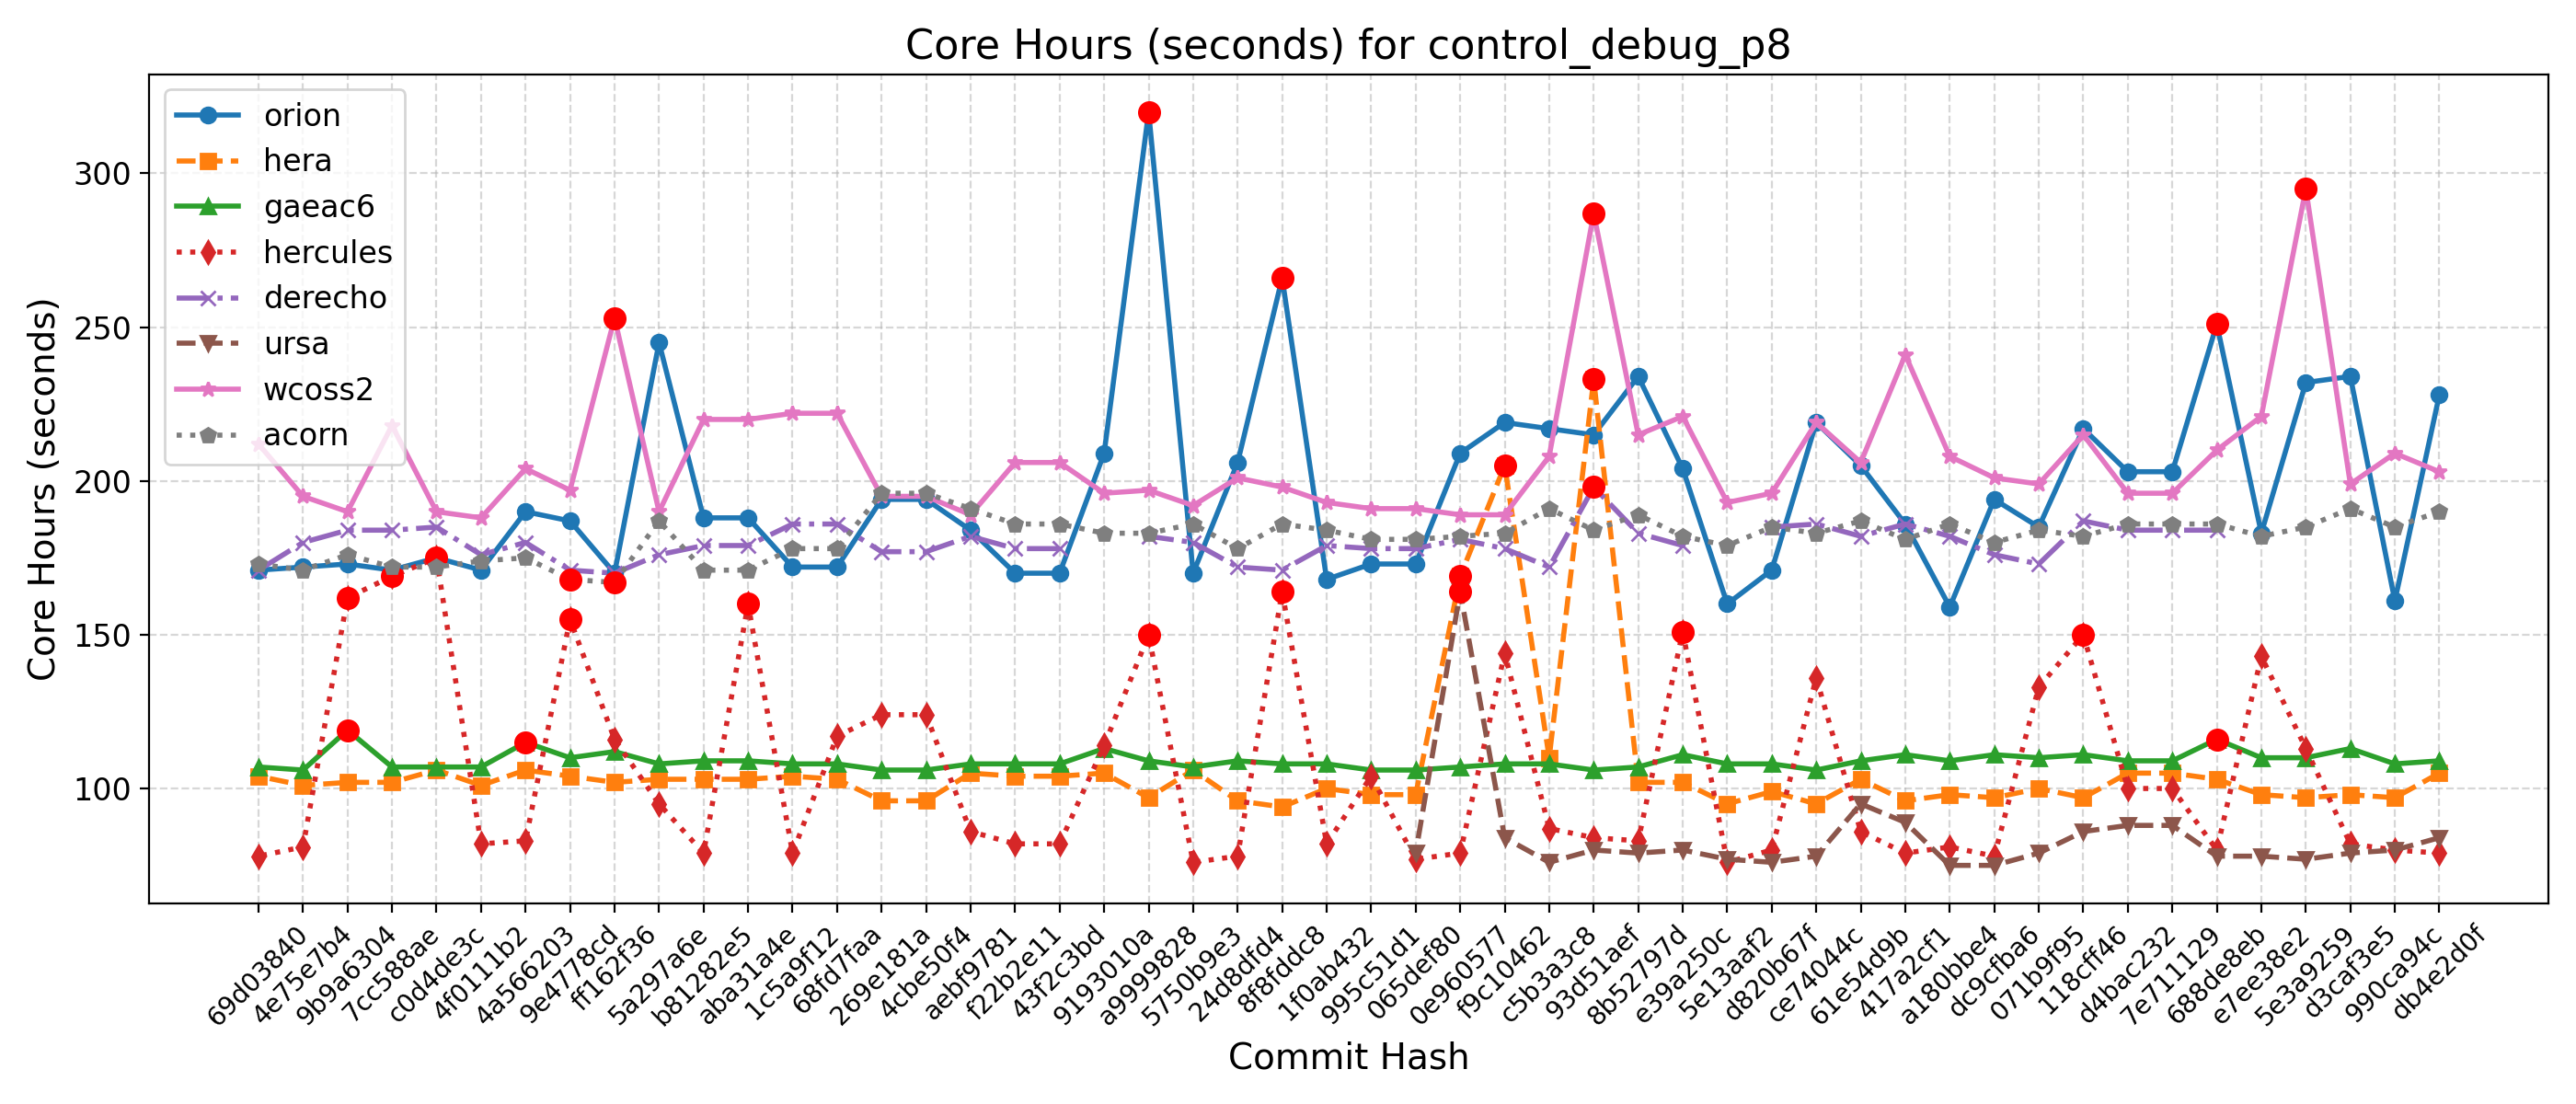 Core Hours (seconds) for control_debug_p8
orion
hera
gaeac6
hercules
derecho
ursa
wcoss2
acorn
Core Hours (seconds)
300
250
200
150
100
69d03840
4e75e7b4
9b9a6304
7cc588ae
c0d4de3c
4f0111b2
4a566203
9e4778cd
ff162f36
5a297a6e
b81282e5
aba31a4e
1c5a9f12
68fd7faa
269e181a
4cbe50f4
aebf9781
f22b2e11
43f2c3bd
9193010a
a9999828
5750b9e3
24d8dfd4
8f8fddc8
1f0ab432
995c51d1
065def80
0e960577
f9c10462
c5b3a3c8
93d51aef
8b52797d
e39a250c
5e13aaf2
d820b67f
ce74044c
61e54d9b
417a2cf1
a180bbe4
dc9cfba6
071b9f95
118cff46
d4bac232
7e711129
688de8eb
e7ee38e2
5e3a9259
d3caf3e5
990ca94c
db4e2d0f
Commit Hash